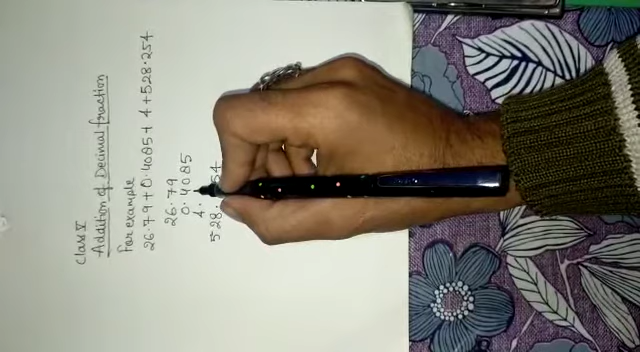 Class V
Addition of Decimal fraction
For example
26.79+0.4085+4+528.254
26.79
0.4085
4.
528. 54